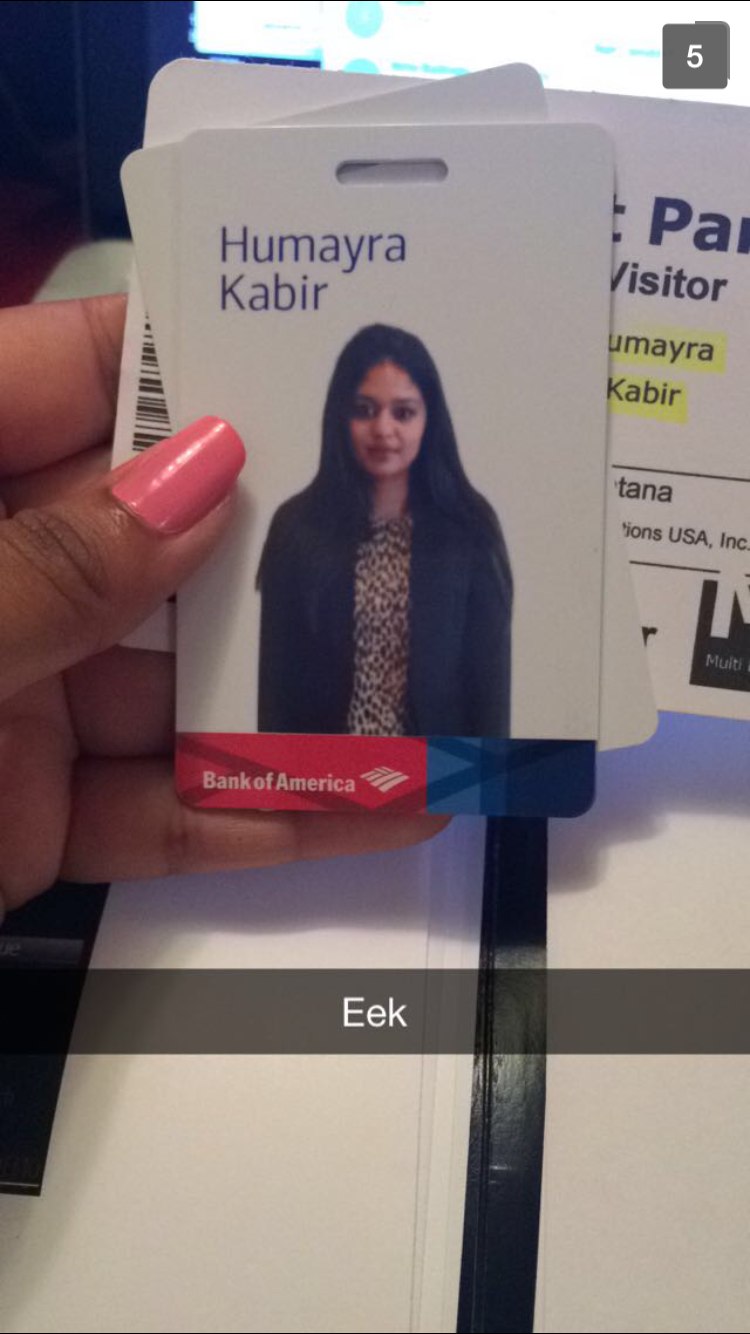 5
Humayra
Kabir
t Par
Visitor
umayra
Kabir
tana
tions USA, Inc.
r
Multi
Bank of America
Eek